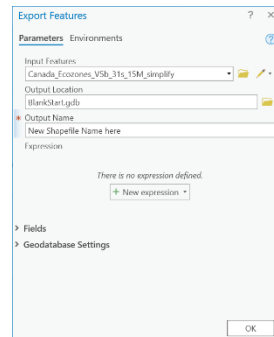 Export Features ? ×
Parameters Environments ?
Input Features
Canada_Ecozones_V5b_31s_15M_simplify
Output Location
BlankStart.gdb
* Output Name
New Shapefile Name here
Expression
There is no expression defined.
+ New expression
> Fields
> Geodatabase Settings
OK